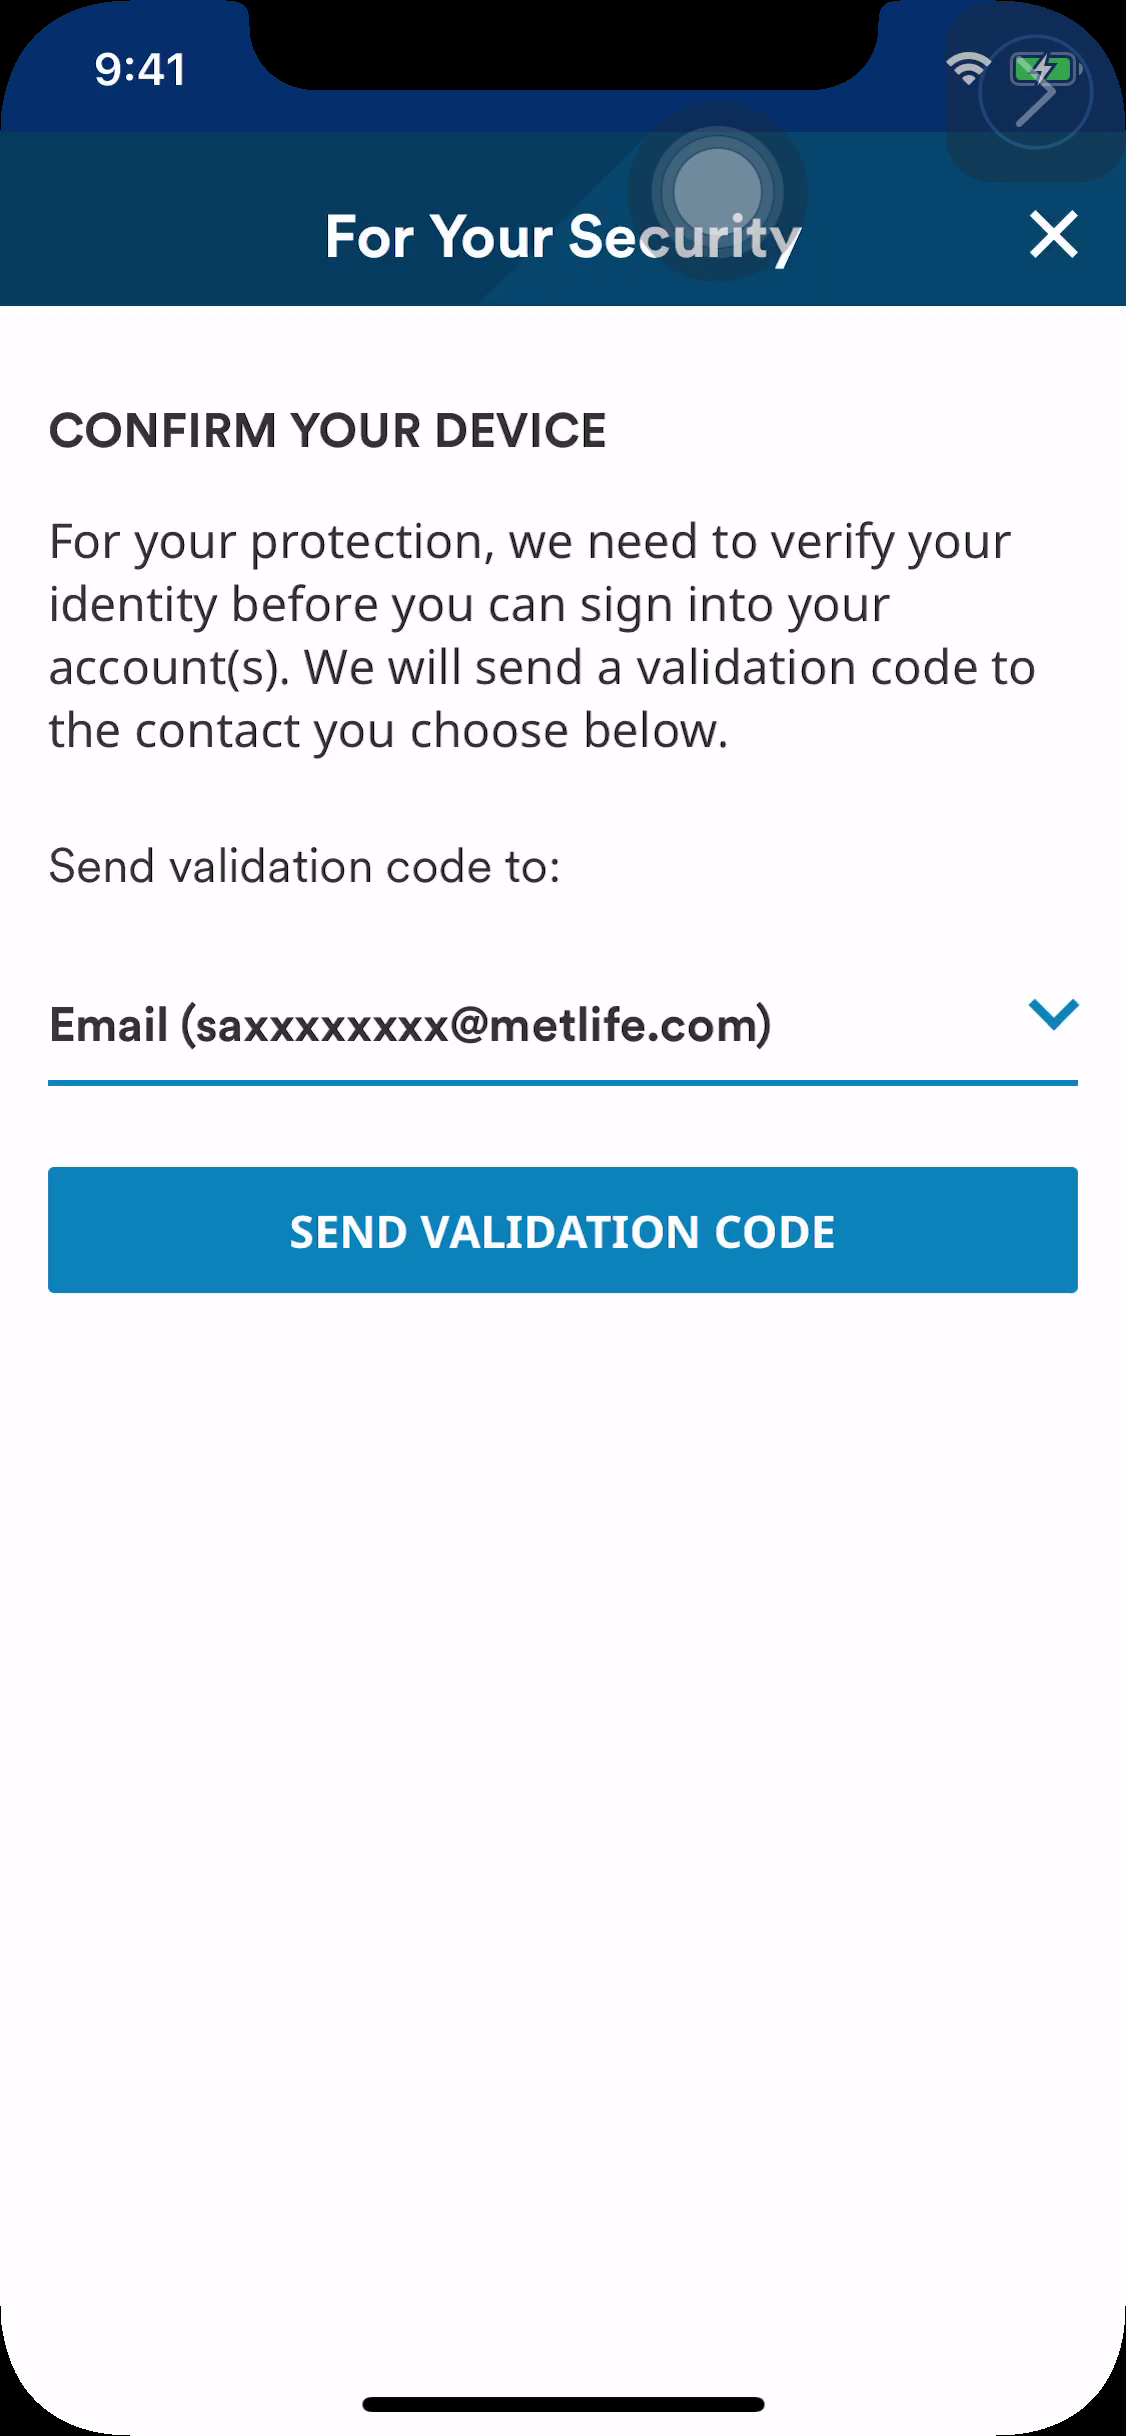 9:41
For Your Security
CONFIRM YOUR DEVICE
For your protection, we need to verify your
identity before you can sign into your
account(s). We will send a validation code to
the contact you choose below.
Send validation code to:
Email (saxxxxxxxx@metlife.com)
SEND VALIDATION CODE